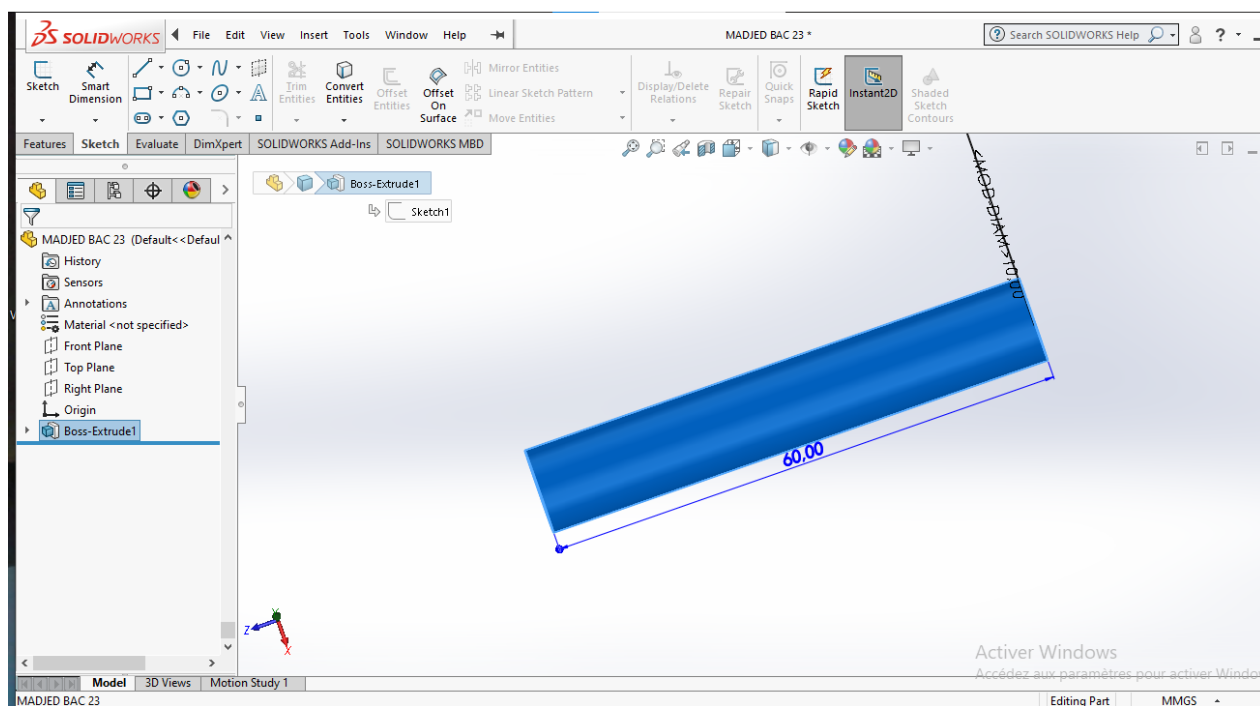 SOLIDWORKS File Edit View Insert Tools Window Help MADJED BAC 23 * Search SOLIDWORKS Help ?
Sketch Smart Dimension Trim Entities Convert Entities Offset Entities Offset On Surface Mirror Entities Display/Delete Relations Repair Sketch Quick Snaps Rapid Sketch Instant2D Shaded Sketch Contours
Linear Sketch Pattern
Move Entities
Features Sketch Evaluate DimXpert SOLIDWORKS Add-Ins SOLIDWORKS MBD
Boss-Extrude1
Sketch1
<MOD-DIAM>10,00
MADJED BAC 23 (Default<<Defaul
History
Sensors
Annotations
Material <not specified>
Front Plane
Top Plane
Right Plane
Origin
Boss-Extrude1
60,00
Y
Z
X
Activer Windows
Accédez aux paramètres pour activer Window
Model 3D Views Motion Study 1
MADJED BAC 23 Editing Part MMGS